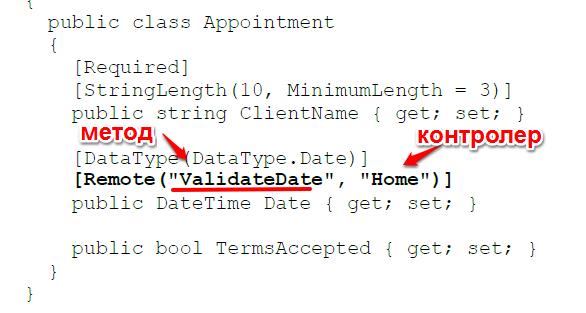 {
public class Appointment
{
[Required]
[StringLength(10, MinimumLength = 3)]
public string ClientName { get; set; }
метод
контролер
[DataType(DataType.Date)]
[Remote("ValidateDate", "Home")]
public DateTime Date { get; set; }
public bool TermsAccepted { get; set; }
}
}